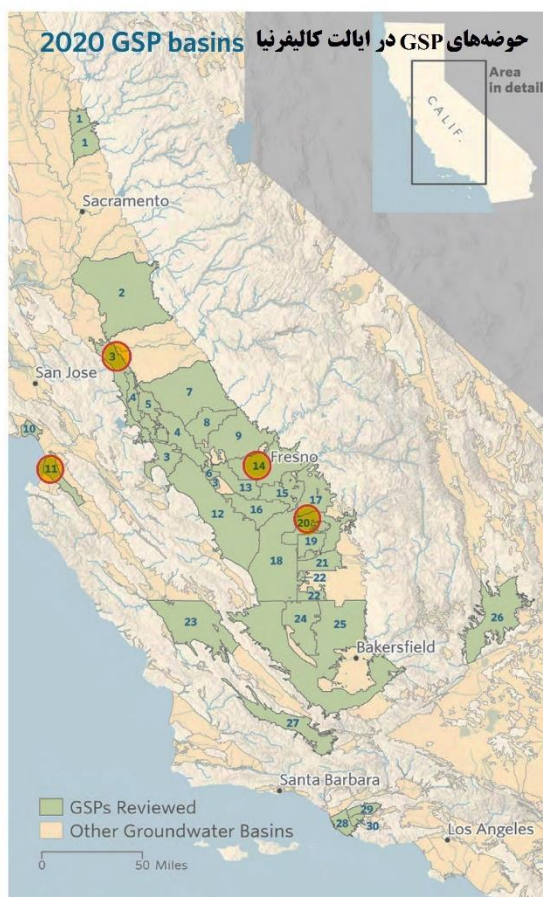 2020 GSP basins حوضه‌های GSP در ایالت کالیفرنیا
Area
in detail
CALIF.
1
1
Sacramento
2
3
San Jose
7
4
5
10
8
4
9
3
Fresno
14
11
6
3
13
15
17
12
16
20
19
18
21
22
22
23
24
25
26
Bakersfield
27
Santa Barbara
GSPs Reviewed
29
Other Groundwater Basins
28
30
Los Angeles
0
50 Miles